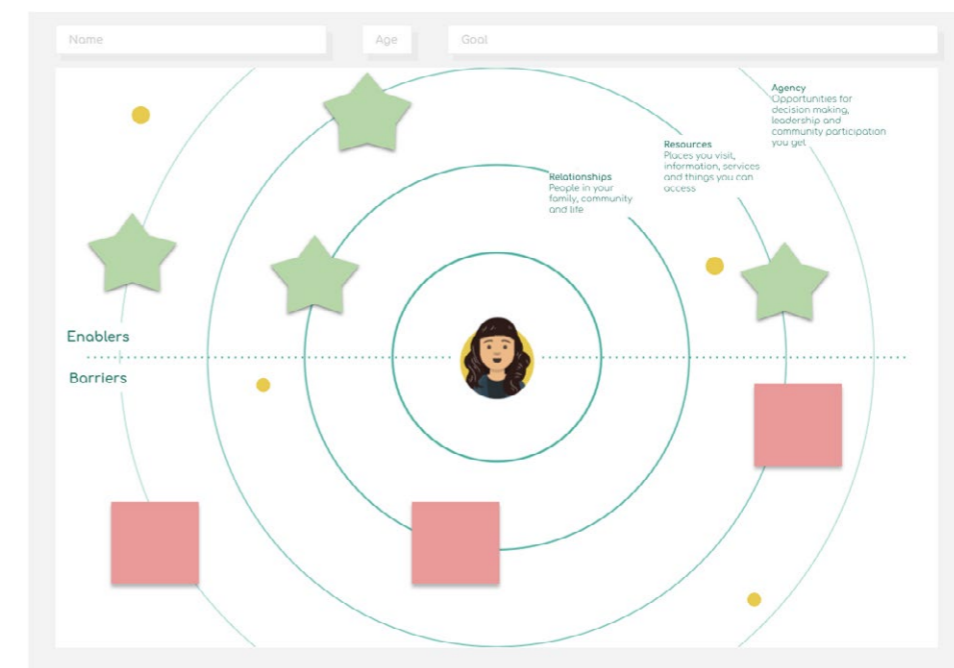 Name
Age
Goal
Agency
Opportunities for
decision making,
leadership and
community participation
you get
Resources
Places you visit,
information, services
and things you can
access
Relationships
People in your
family, community
and life
Enablers
Barriers